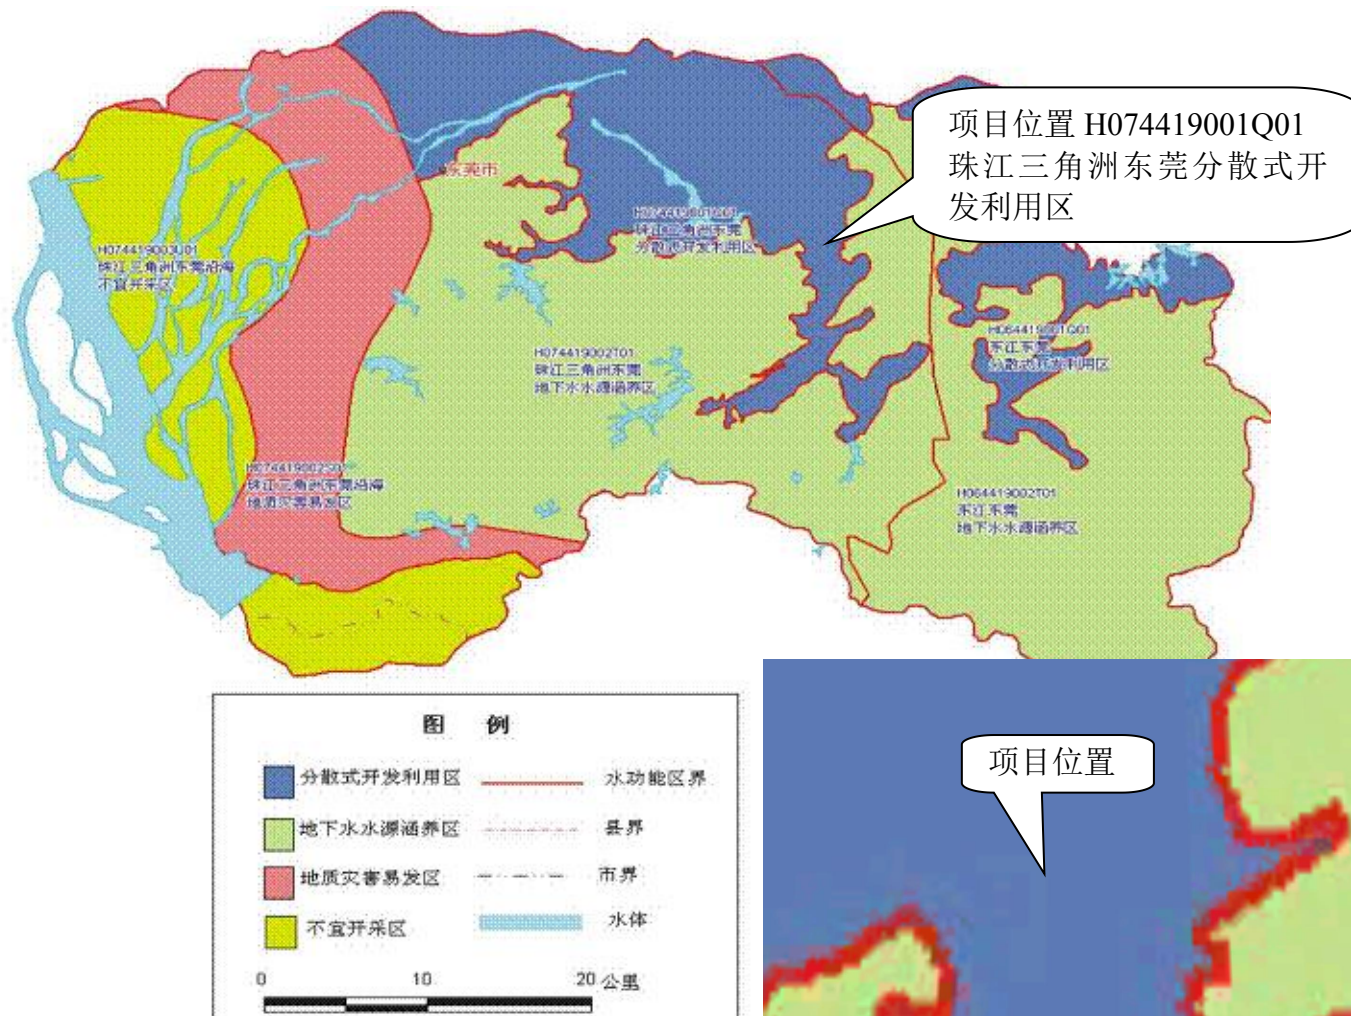 项目位置 H074419001Q01
珠江三角洲东莞分散式开
发利用区
东莞市
H074419001Q01
珠江三角洲东莞
分散式开发利用区
H074419003U01
珠江三角洲东莞沿海
不宜开采区
H064419001Q01
东江东莞
分散式开发利用区
H074419002T01
珠江三角洲东莞
地下水水源涵养区
H074419002S01
珠江三角洲东莞沿海
地质灾害易发区
H064419002T01
东江东莞
地下水水源涵养区
图 例
分散式开发利用区 水功能区界
地下水水源涵养区 县界
地质灾害易发区 市界
不宜开采区 水体
0 10 20 公里
项目位置